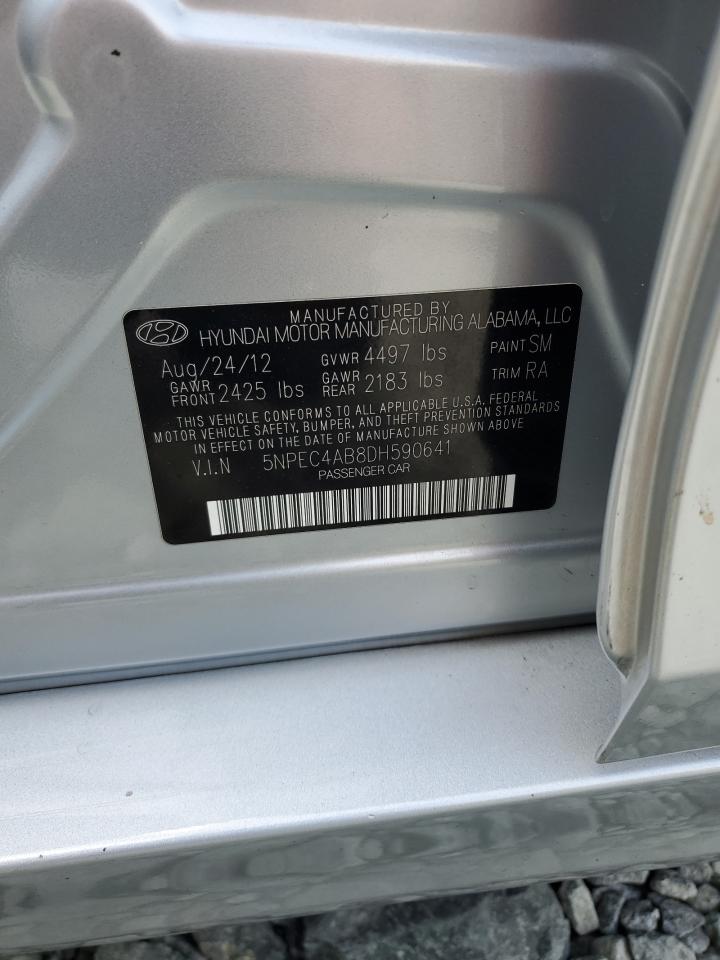 MANUFACTURED BY
HYUNDAI MOTOR MANUFACTURING ALABAMA, LLC
Aug/24/12 GVWR 4497 lbs PAINT SM
GAWR FRONT 2425 lbs GAWR REAR 2183 lbs TRIM RA
THIS VEHICLE CONFORMS TO ALL APPLICABLE U.S.A. FEDERAL
MOTOR VEHICLE SAFETY, BUMPER, AND THEFT PREVENTION STANDARDS
IN EFFECT ON THE DATE OF MANUFACTURE SHOWN ABOVE
V.I.N 5NPEC4AB8DH590641
PASSENGER CAR